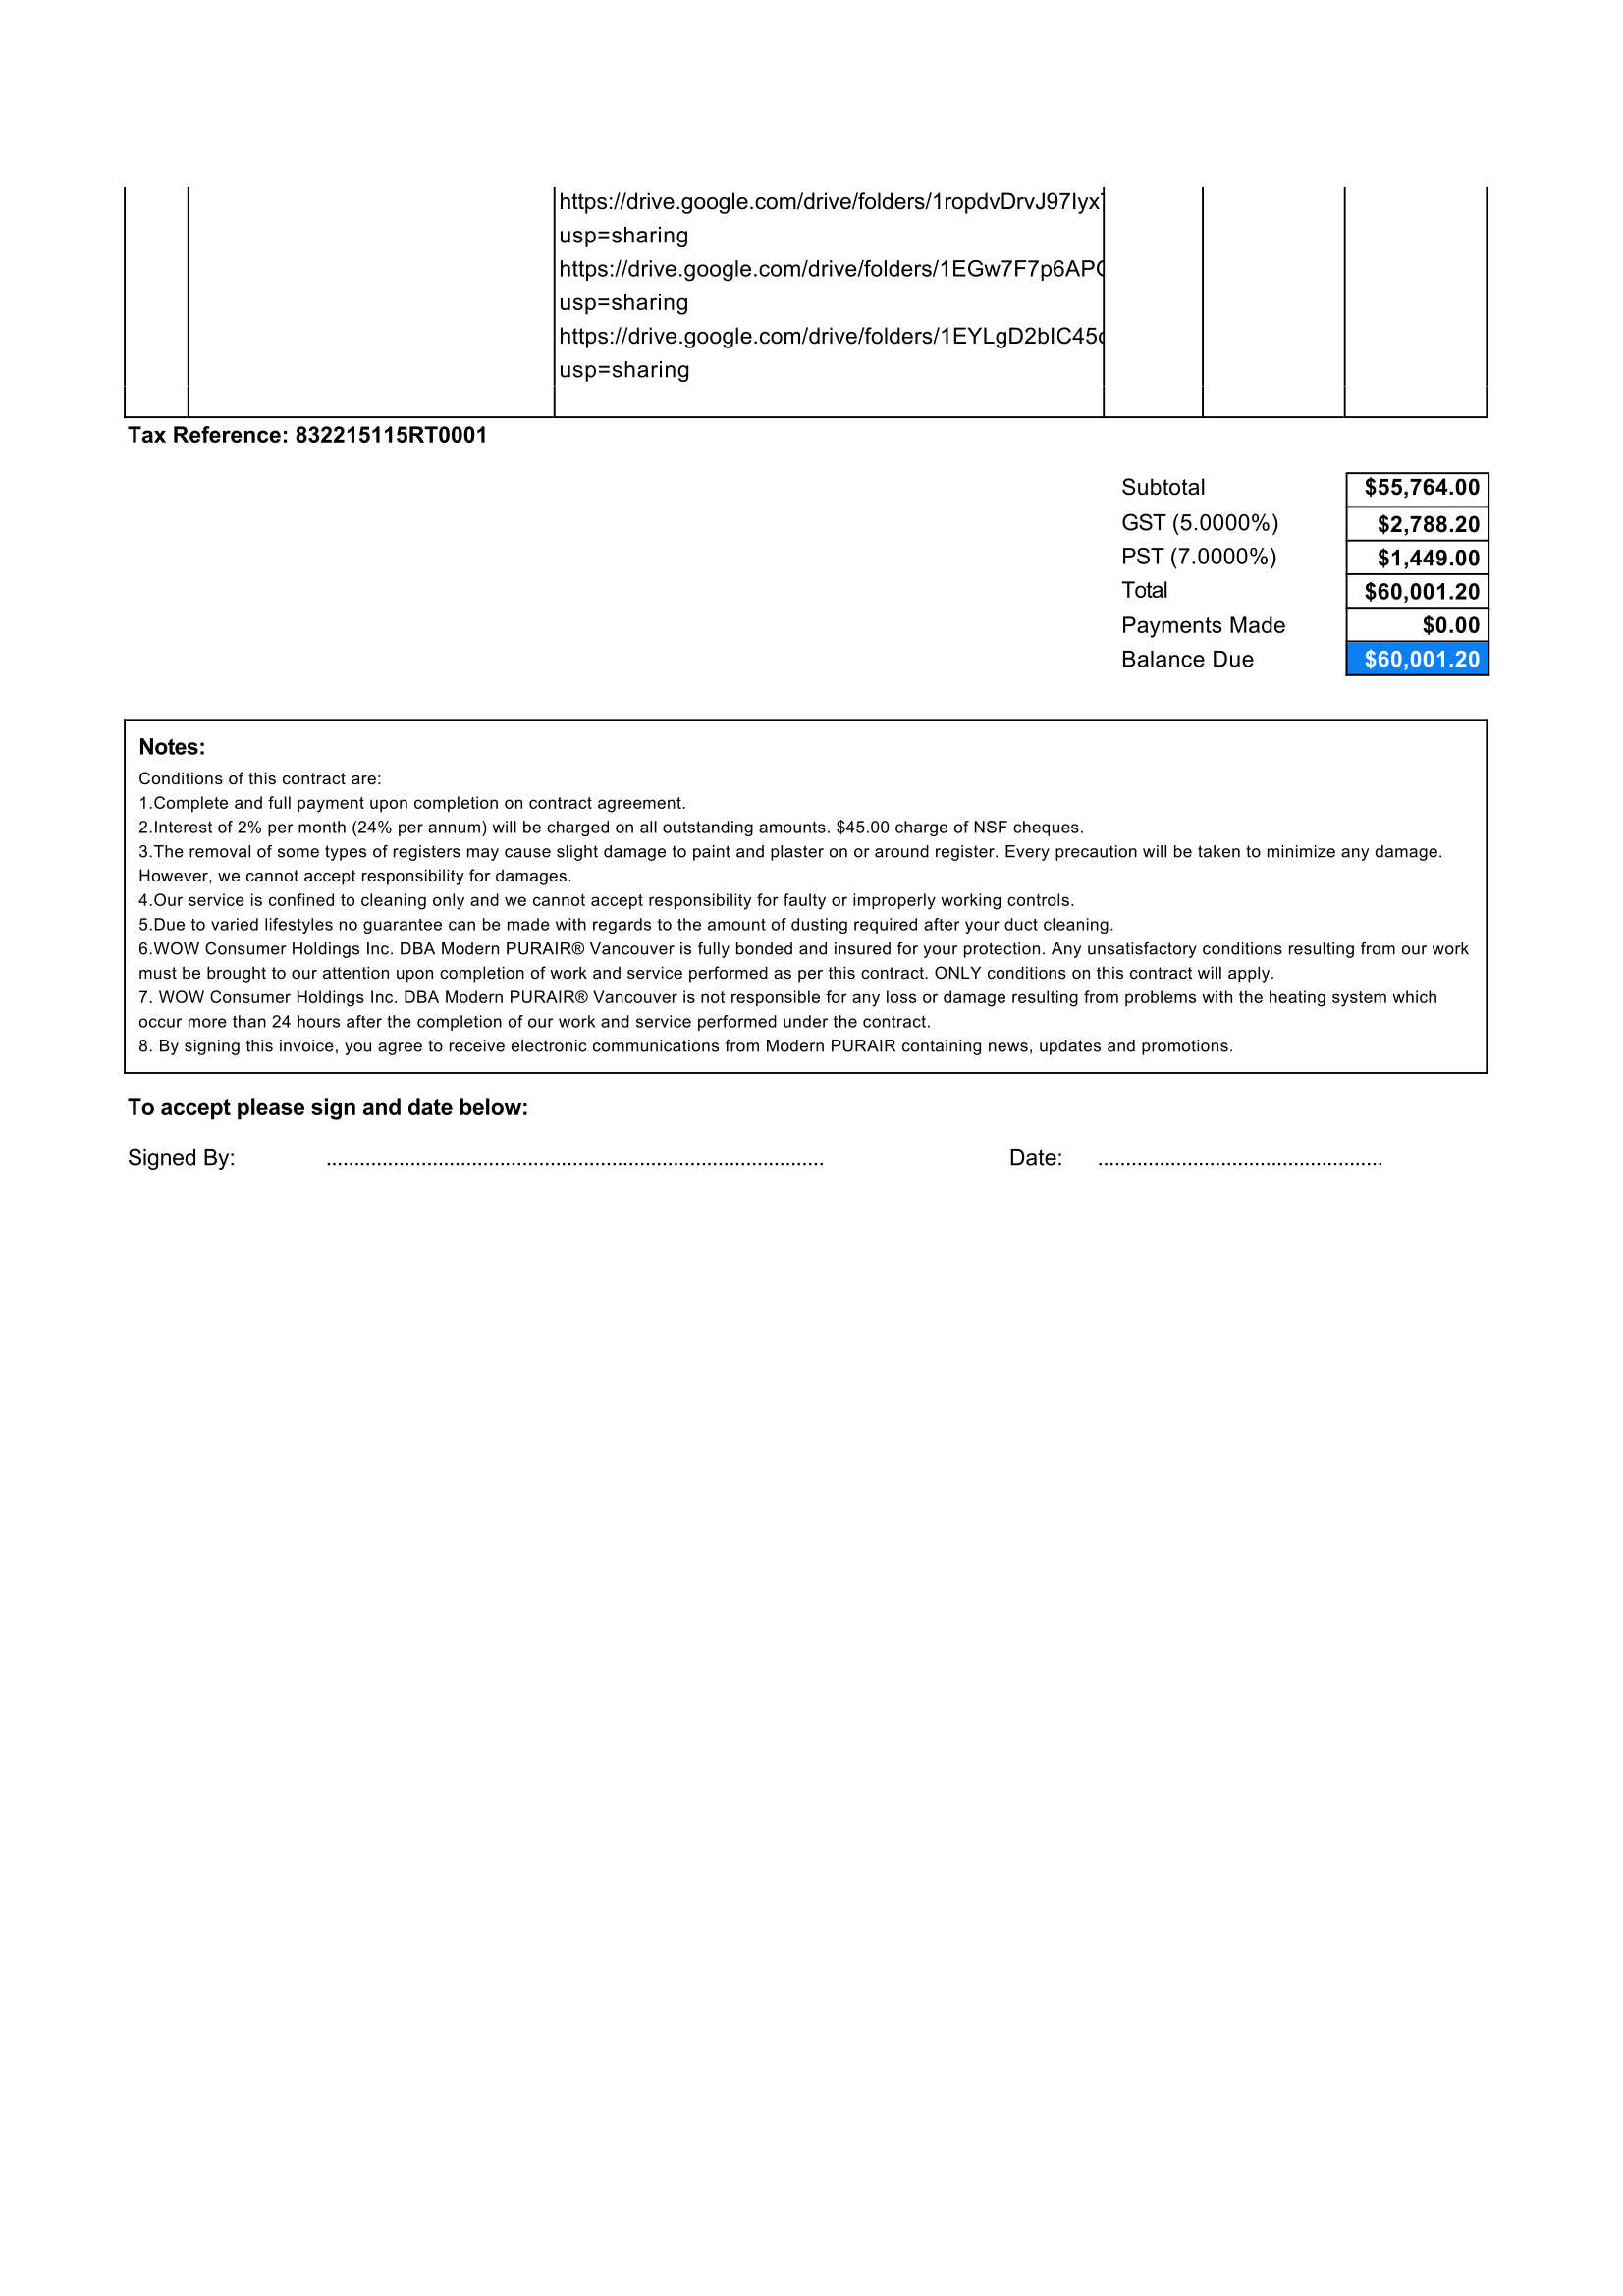 https://drive.google.com/drive/folders/1ropdvDrvJ97Iyx
usp=sharing
https://drive.google.com/drive/folders/1EGw7F7p6AP
usp=sharing
https://drive.google.com/drive/folders/1EYLgD2bIC45
usp=sharing
Tax Reference: 832215115RT0001
Subtotal $55,764.00
GST (5.0000%) $2,788.20
PST (7.0000%) $1,449.00
Total $60,001.20
Payments Made $0.00
Balance Due $60,001.20
Notes:
Conditions of this contract are:
1.Complete and full payment upon completion on contract agreement.
2.Interest of 2% per month (24% per annum) will be charged on all outstanding amounts. $45.00 charge of NSF cheques.
3.The removal of some types of registers may cause slight damage to paint and plaster on or around register. Every precaution will be taken to minimize any damage.
However, we cannot accept responsibility for damages.
4.Our service is confined to cleaning only and we cannot accept responsibility for faulty or improperly working controls.
5.Due to varied lifestyles no guarantee can be made with regards to the amount of dusting required after your duct cleaning.
6.WOW Consumer Holdings Inc. DBA Modern PURAIR® Vancouver is fully bonded and insured for your protection. Any unsatisfactory conditions resulting from our work
must be brought to our attention upon completion of work and service performed as per this contract. ONLY conditions on this contract will apply.
7. WOW Consumer Holdings Inc. DBA Modern PURAIR® Vancouver is not responsible for any loss or damage resulting from problems with the heating system which
occur more than 24 hours after the completion of our work and service performed under the contract.
8. By signing this invoice, you agree to receive electronic communications from Modern PURAIR containing news, updates and promotions.
To accept please sign and date below:
Signed By: ......................................................................................... Date: ...................................................